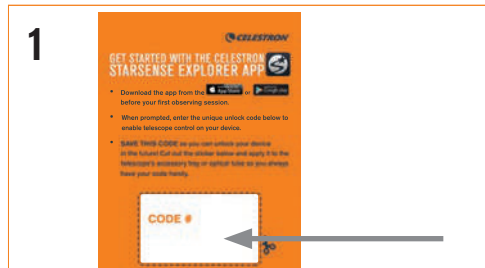 1
CELESTRON
GET STARTED WITH THE CELESTRON
STARSENSE EXPLORER APP
• Download the app from the App Store or Google Play
before your first observing session.
• When prompted, enter the unique unlock code below to
enable telescope control on your device.
• SAVE THIS CODE so you can unlock your device
in the future! Cut out the sticker below and apply it to the
telescope's accessory tray or optical tube so you always
have your code handy.
CODE #